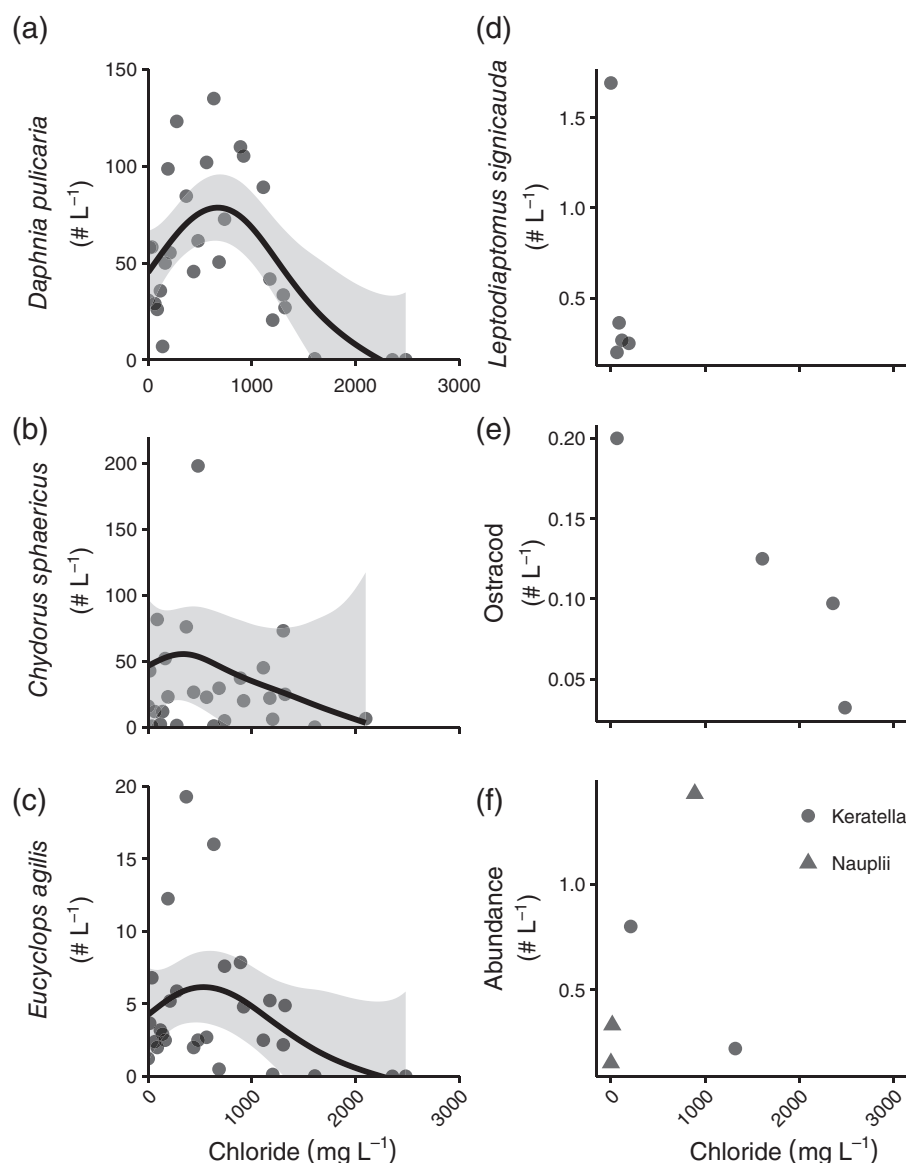 (a)
Daphnia pulicaria
(# L⁻¹)
150
100
50
0
0 1000 2000 3000
(b)
Chydorus sphaericus
(# L⁻¹)
200
150
100
50
0
(c)
Eucyclops agilis
(# L⁻¹)
20
15
10
5
0
0 1000 2000 3000
Chloride (mg L⁻¹)
(d)
Leptodiaptomus signicauda
(# L⁻¹)
1.5
1.0
0.5
(e)
Ostracod
(# L⁻¹)
0.20
0.15
0.10
0.05
(f)
Abundance
(# L⁻¹)
1.0
0.5
Keratella
Nauplii
0 1000 2000 3000
Chloride (mg L⁻¹)